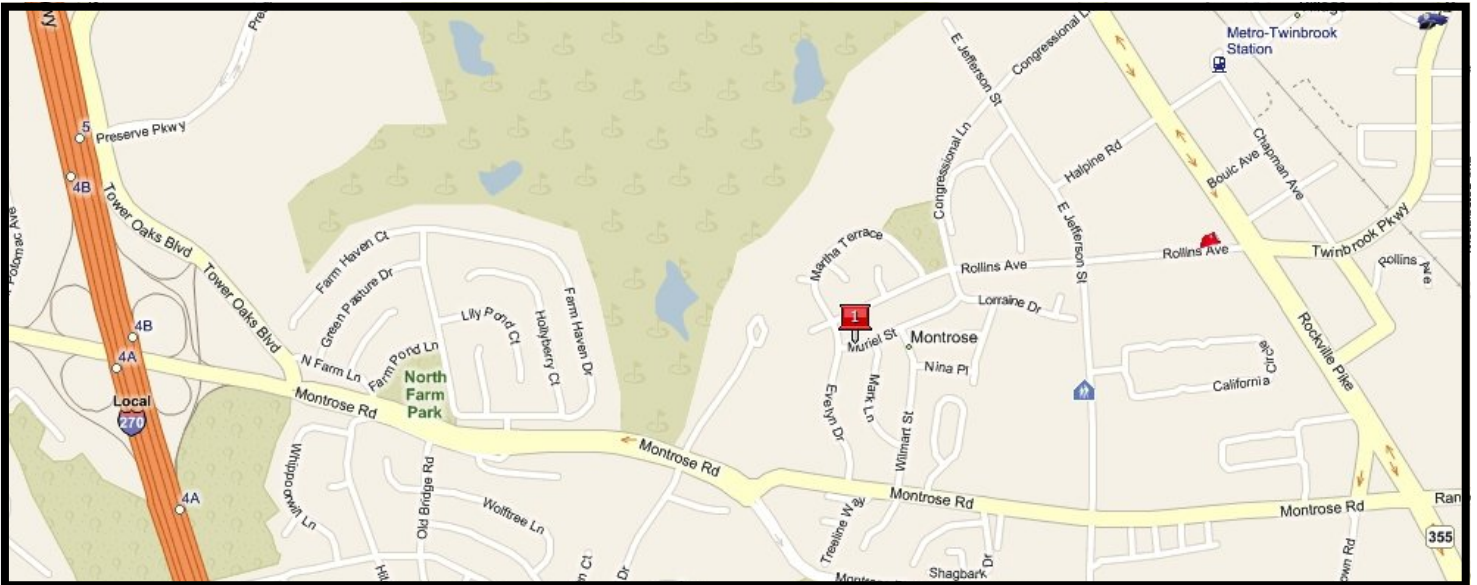 Metro-Twinbrook
Station
Congressional Ln
E Jefferson St
5
Preserve Pkwy
4B
Congressional Ln
Halpine Rd
Chapman Ave
Bouic Ave
Tower Oaks Blvd
E Jefferson St
Martha Terrace
Farm Haven Ct
Green Pasture Dr
Tower Oaks Blvd
Rollins Ave
Rollins Ave
Twinbrook Pkwy
Rollins Ave
Farm Haven Dr
Lily Pond Ct
Hollyberry Ct
Lorraine Dr
1
4B
4A
Muriel St
Montrose
Rockville Pike
N Farm Ln
Farm Pond Ln
Nina Pl
California Circle
North
Farm
Park
Local
270
Montrose Rd
Evelyn Dr
Mark Ln
Wilmart St
Montrose Rd
Whippoorwill Ln
Old Bridge Rd
4A
Wolftree Ln
Montrose Rd
Montrose Rd
355
Treeline Way
Shagbark Dr